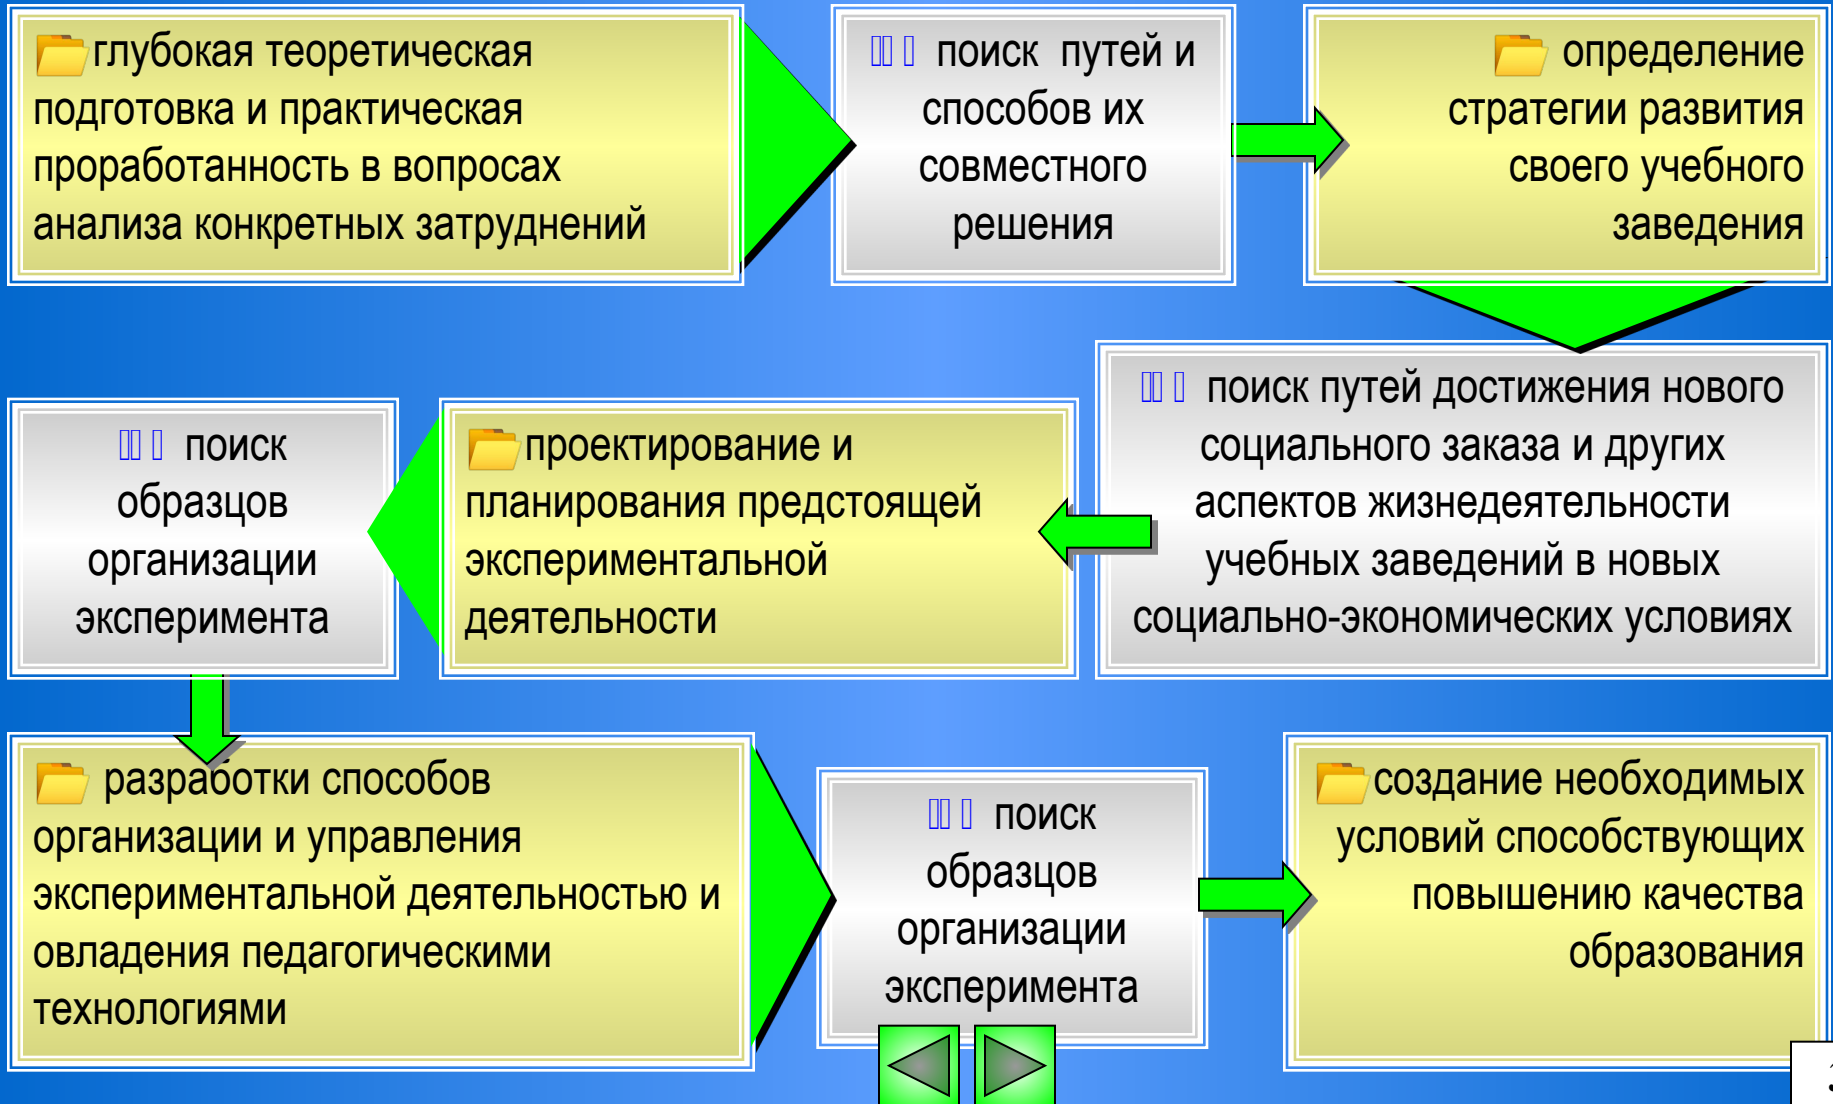 глубокая теоретическая
подготовка и практическая
проработанность в вопросах
анализа конкретных затруднений
поиск путей и
способов их
совместного
решения
определение
стратегии развития
своего учебного
заведения
поиск путей достижения нового
социального заказа и других
аспектов жизнедеятельности
учебных заведений в новых
социально-экономических условиях
проектирование и
планирования предстоящей
экспериментальной
деятельности
поиск
образцов
организации
эксперимента
разработки способов
организации и управления
экспериментальной деятельностью и
овладения педагогическими
технологиями
поиск
образцов
организации
эксперимента
создание необходимых
условий способствующих
повышению качества
образования